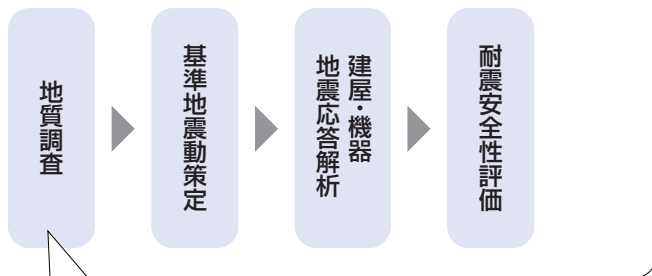 地質調査
基準地震動策定
建屋・機器
地震応答解析
耐震安全性評価